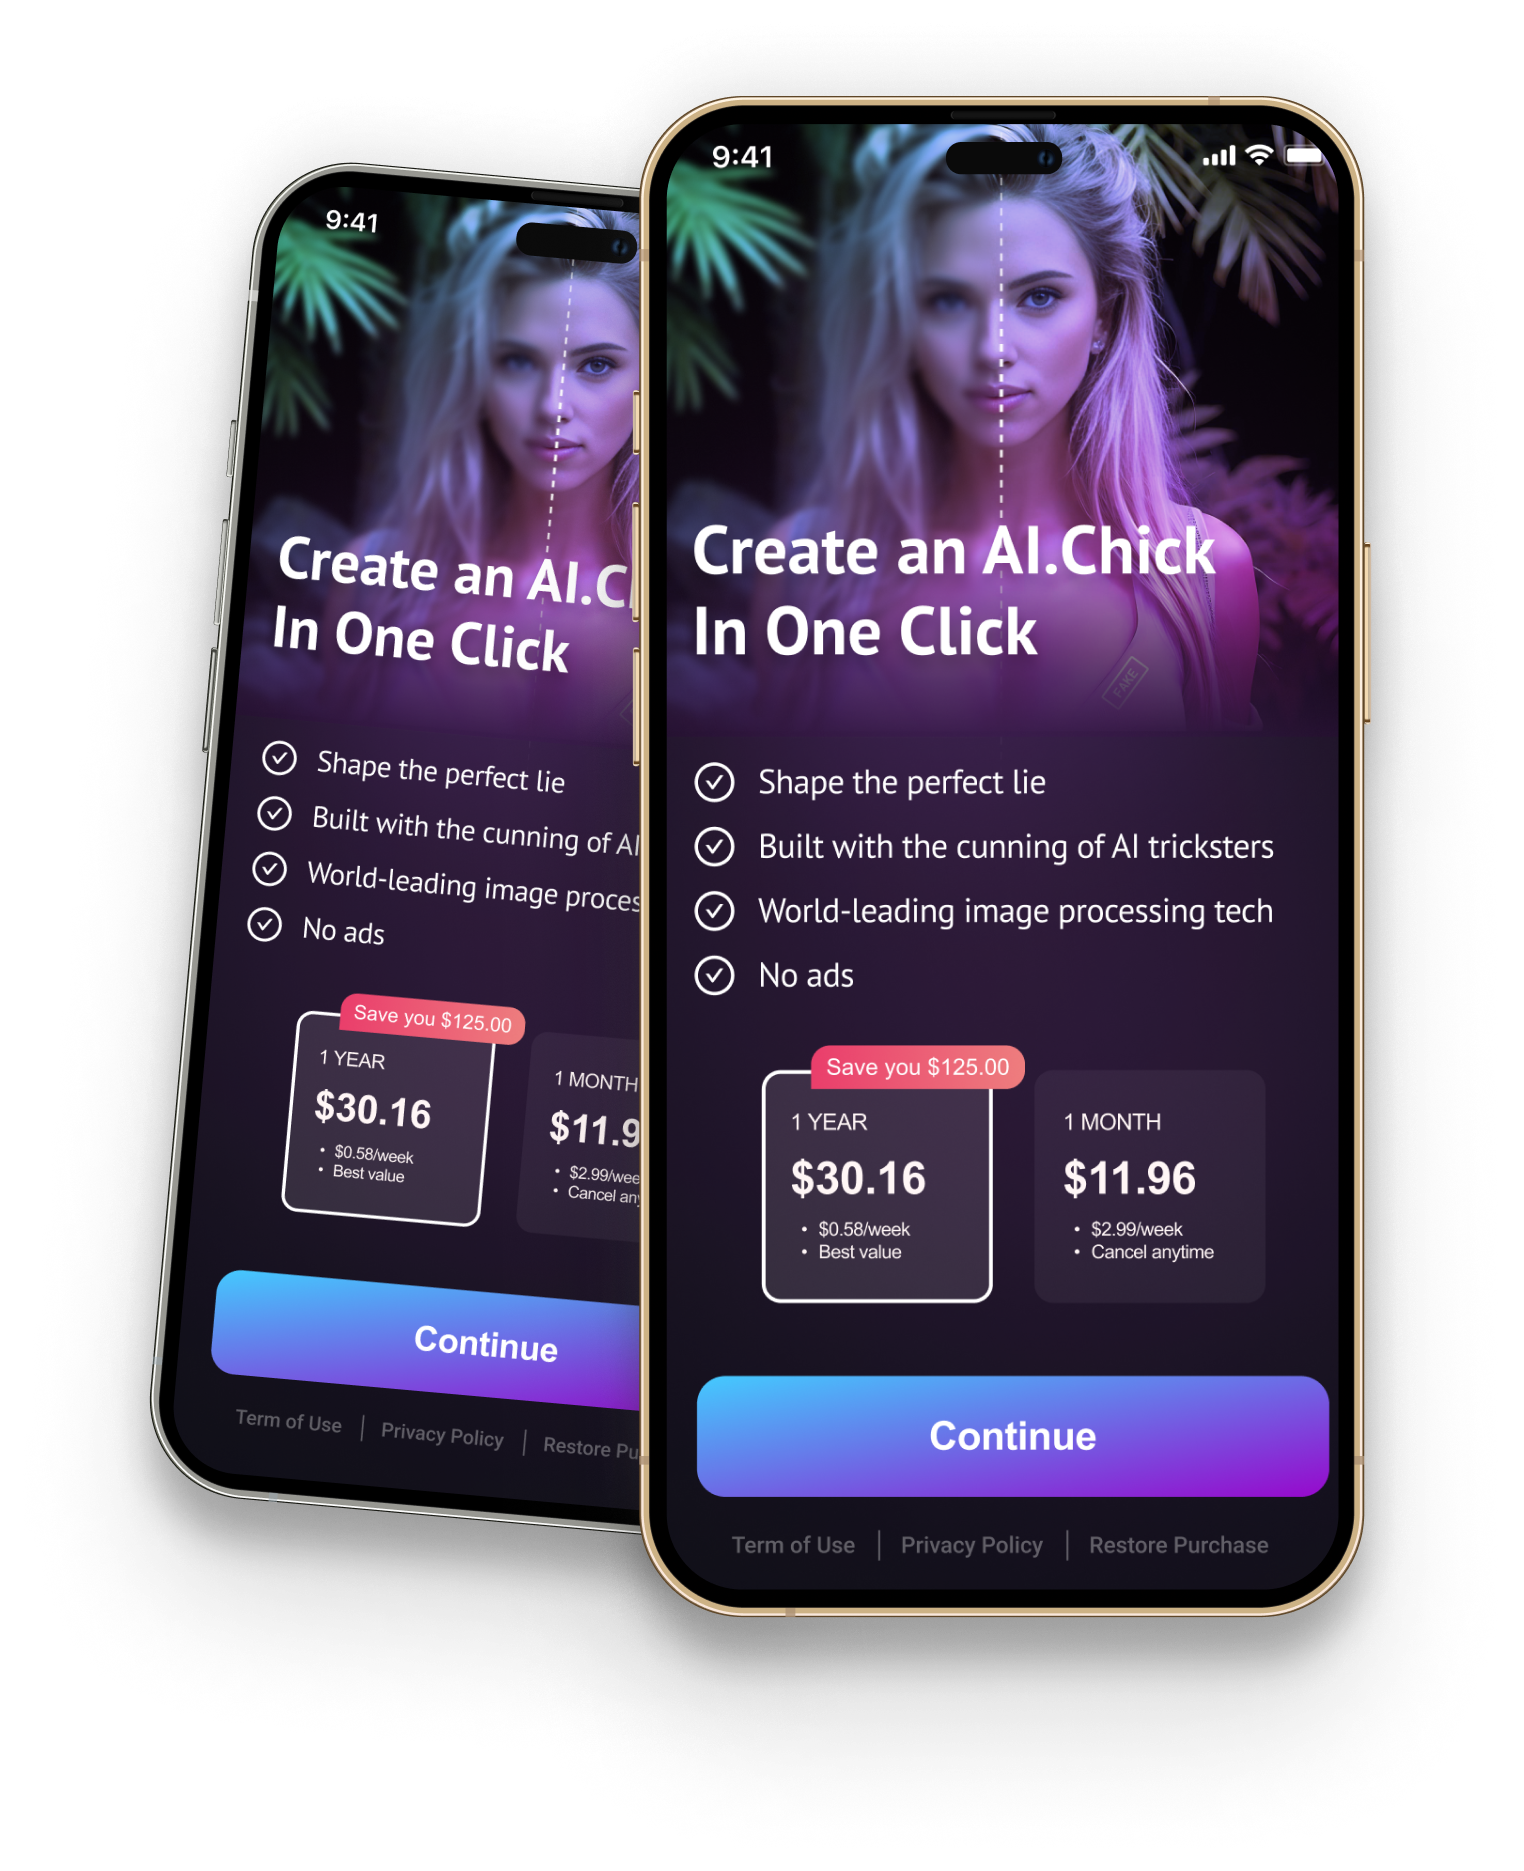 9:41
Create an AI.C
In One Click
Shape the perfect lie
Built with the cunning of AI
World-leading image proces
No ads
Save you $125.00
1 YEAR
$30.16
• $0.58/week
• Best value
1 MONTH
$11.9
• $2.99/wee
• Cancel any
Continue
Term of Use | Privacy Policy | Restore Pu
9:41
Create an AI.Chick
In One Click
FAKE
Shape the perfect lie
Built with the cunning of AI tricksters
World-leading image processing tech
No ads
Save you $125.00
1 YEAR
$30.16
• $0.58/week
• Best value
1 MONTH
$11.96
• $2.99/week
• Cancel anytime
Continue
Term of Use | Privacy Policy | Restore Purchase